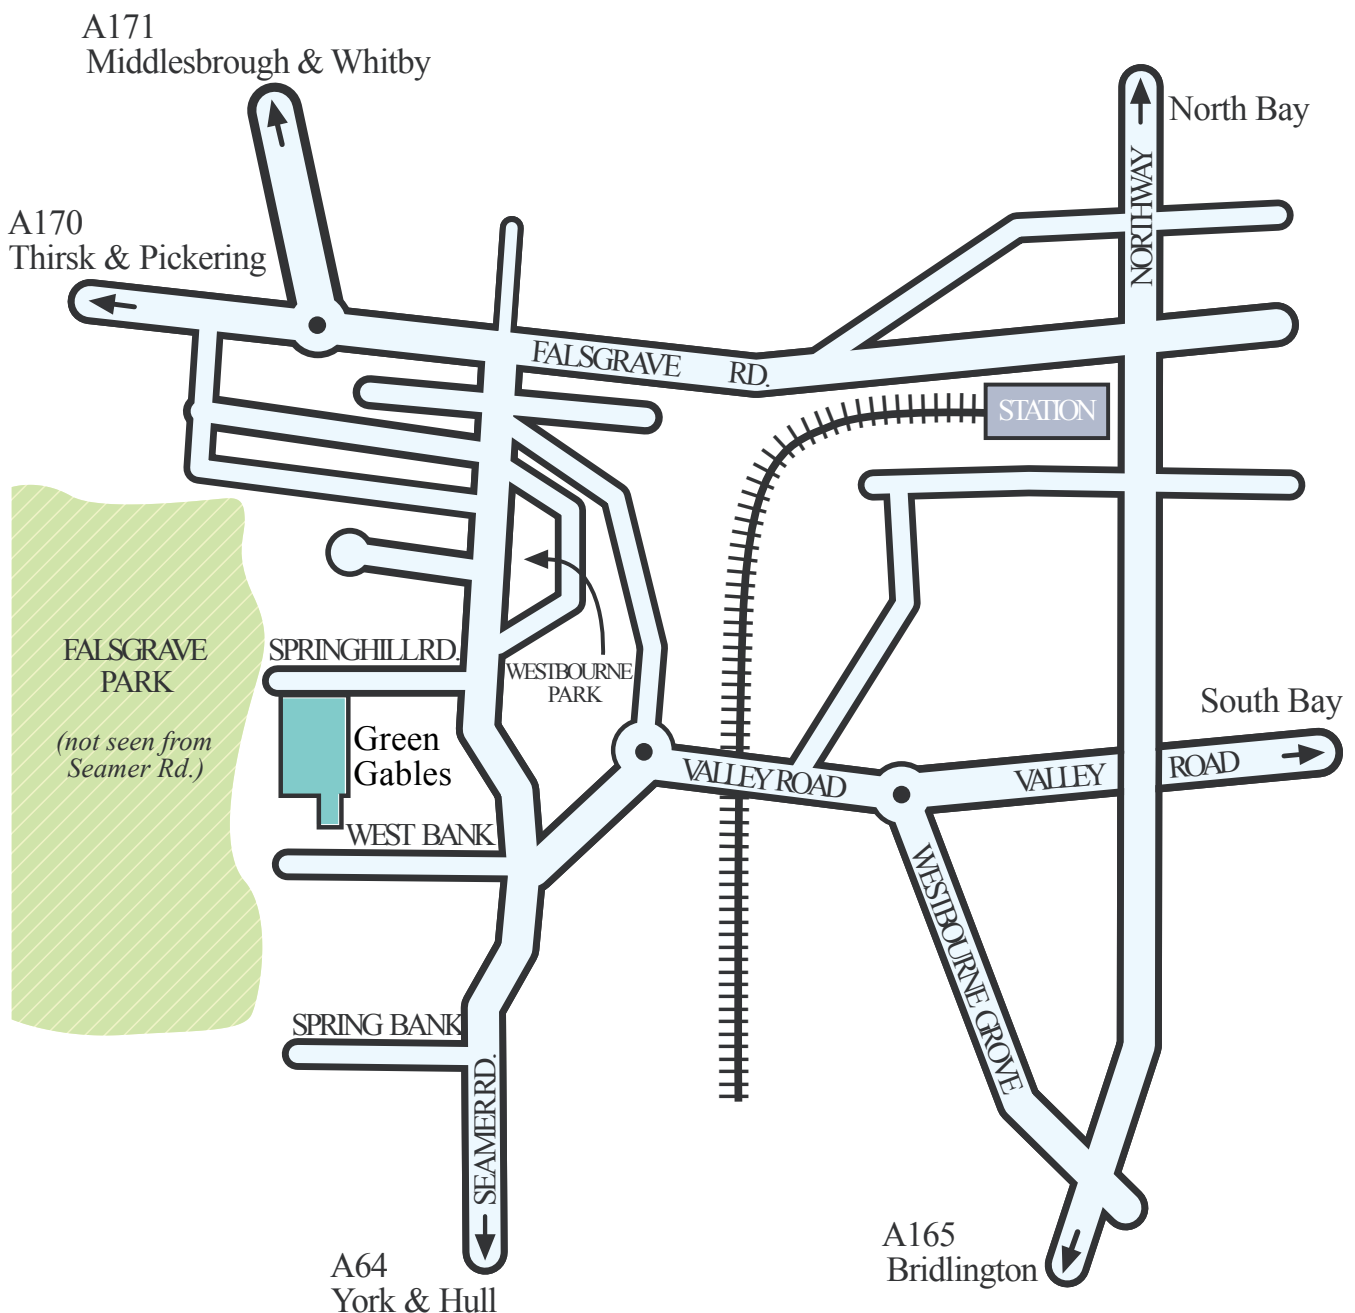 A171
Middlesbrough & Whitby
North Bay
NORTHWAY
A170
Thirsk & Pickering
FALSGRAVE RD.
STATION
FALSGRAVE
PARK
(not seen from
Seamer Rd.)
SPRINGHILL RD.
WESTBOURNE
PARK
South Bay
Green
Gables
VALLEY ROAD
VALLEY ROAD
WEST BANK
WESTBOURNE GROVE
SPRING BANK
SEAMER RD.
A165
Bridlington
A64
York & Hull